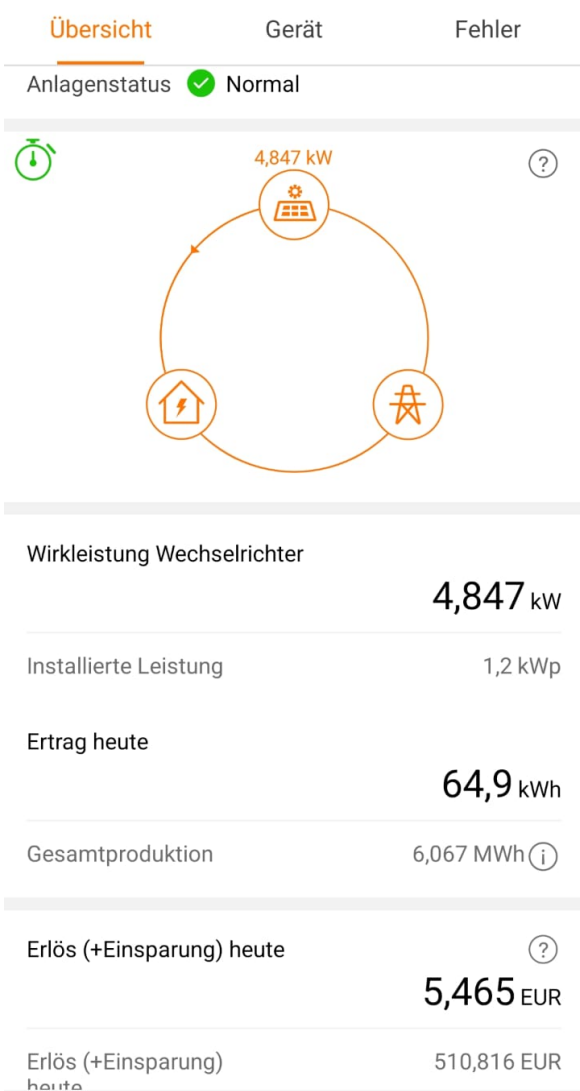 Übersicht Gerät Fehler
Anlagenstatus Normal
4,847 kW
?
Wirkleistung Wechselrichter
4,847 kW
Installierte Leistung 1,2 kWp
Ertrag heute
64,9 kWh
Gesamtproduktion 6,067 MWh i
Erlös (+Einsparung) heute ?
5,465 EUR
Erlös (+Einsparung) 510,816 EUR
heute